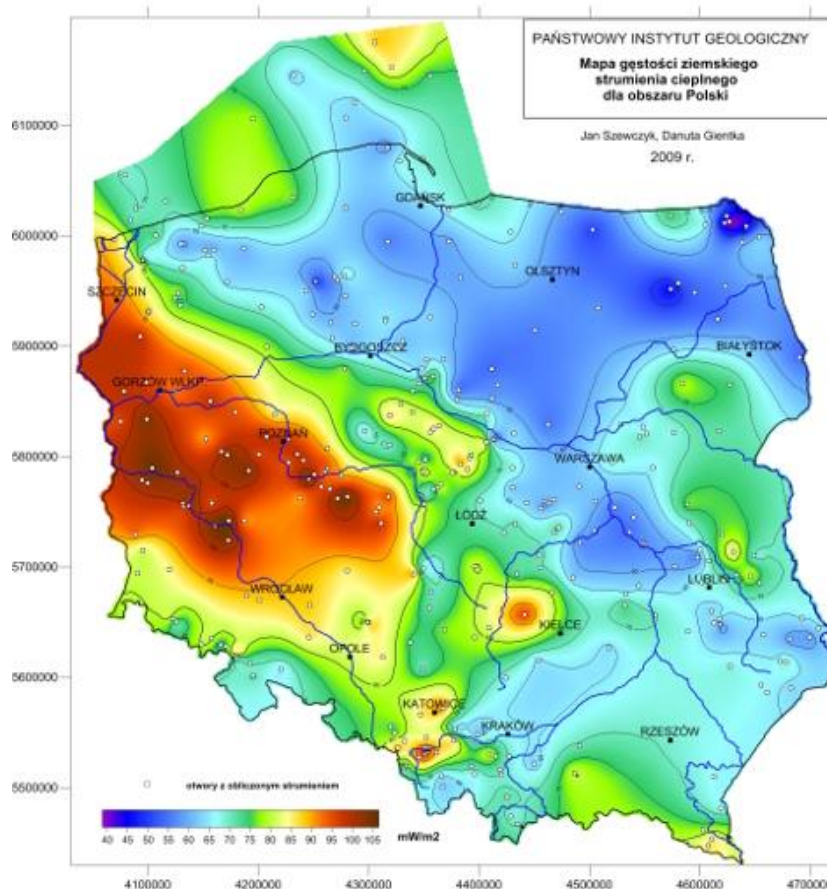 PAŃSTWOWY INSTYTUT GEOLOGICZNY
Mapa gęstości ziemskiego
strumienia cieplnego
dla obszaru Polski
Jan Szewczyk, Danuta Gientka
2009 r.
6100000
GDAŃSK
6000000
SZCZECIN
OLSZTYN
5900000
BYDGOSZCZ
BIAŁYSTOK
GORZÓW WLKP
POZNAŃ
5800000
WARSZAWA
ŁÓDŹ
5700000
WROCŁAW
LUBLIN
KIELCE
OPOLE
5600000
KATOWICE
KRAKÓW
RZESZÓW
5500000
otwory z obliczonym strumieniem
40 45 50 55 60 65 70 75 80 85 90 95 100 105
mW/m2
4100000 4200000 4300000 4400000 4500000 4600000 4700000